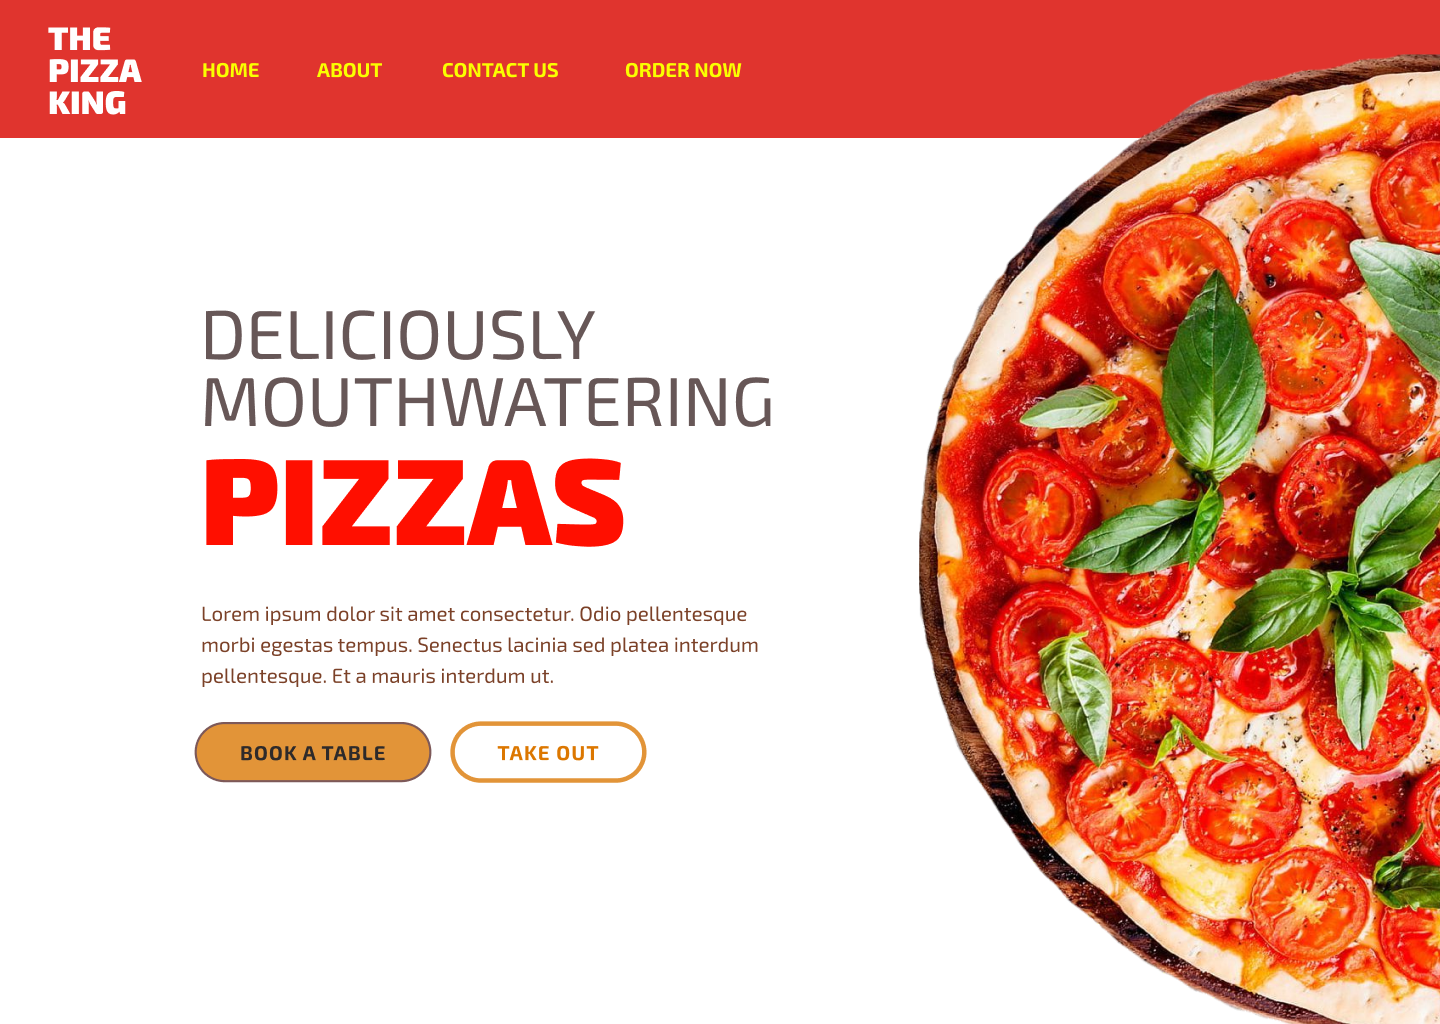 THE
PIZZA
KING
HOME ABOUT CONTACT US ORDER NOW
DELICIOUSLY
MOUTHWATERING
PIZZAS
Lorem ipsum dolor sit amet consectetur. Odio pellentesque
morbi egestas tempus. Senectus lacinia sed platea interdum
pellentesque. Et a mauris interdum ut.
BOOK A TABLE TAKE OUT